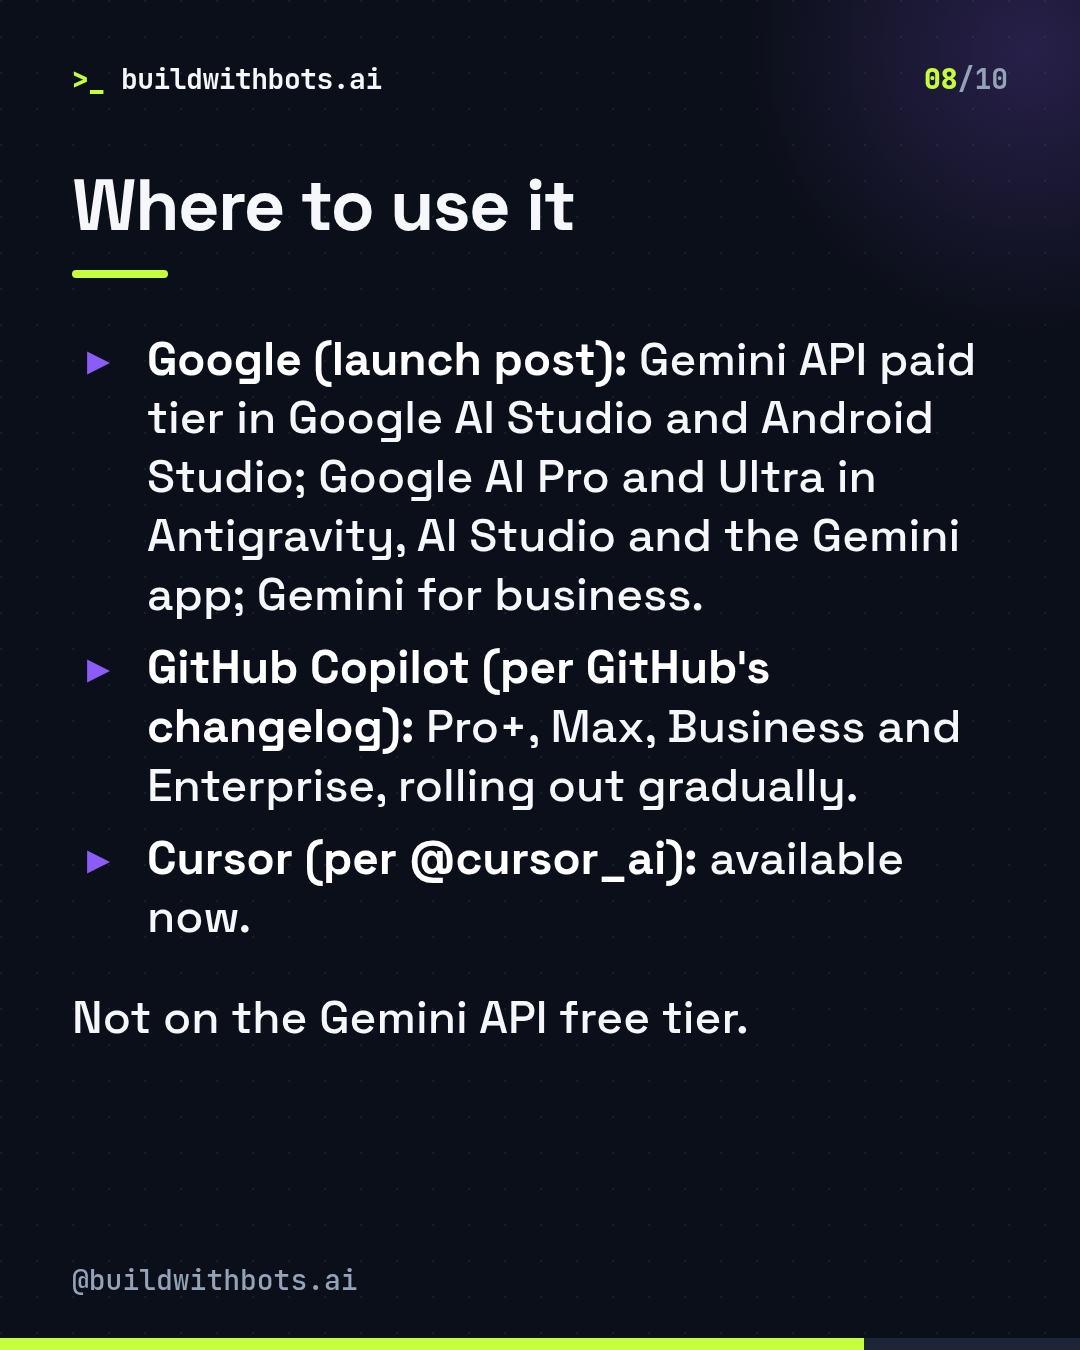 >_ buildwithbots.ai
08/10
Where to use it
► Google (launch post): Gemini API paid
tier in Google AI Studio and Android
Studio; Google AI Pro and Ultra in
Antigravity, AI Studio and the Gemini
app; Gemini for business.
► GitHub Copilot (per GitHub's
changelog): Pro+, Max, Business and
Enterprise, rolling out gradually.
► Cursor (per @cursor_ai): available
now.
Not on the Gemini API free tier.
@buildwithbots.ai